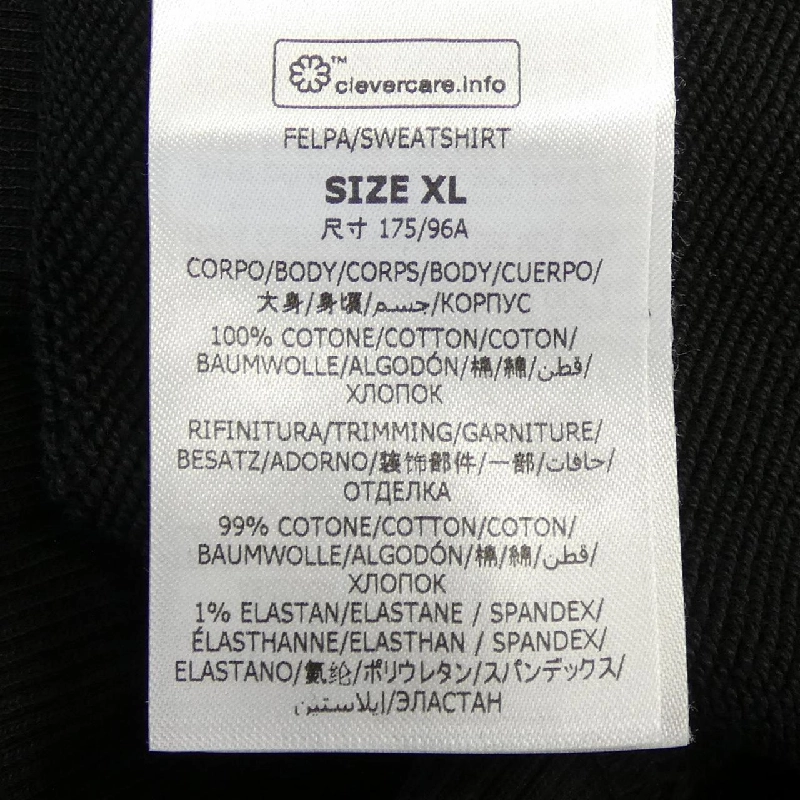 ™
clevercare.info
FELPA/SWEATSHIRT
SIZE XL
尺寸 175/96A
CORPO/BODY/CORPS/BODY/CUERPO/
大身/身頃/جسم/КОРПУС
100% COTONE/COTTON/COTON/
BAUMWOLLE/ALGODÓN/棉/綿/قطن/
ХЛОПОК
RIFINITURA/TRIMMING/GARNITURE/
BESATZ/ADORNO/装饰部件/一部/حافات/
ОТДЕЛКА
99% COTONE/COTTON/COTON/
BAUMWOLLE/ALGODÓN/棉/綿/قطن/
ХЛОПОК
1% ELASTAN/ELASTANE / SPANDEX/
ÉLASTHANNE/ELASTHAN / SPANDEX/
ELASTANO/氨纶/ポリウレタン/スパンデックス/
إيلاستين/ЭЛАСТАН